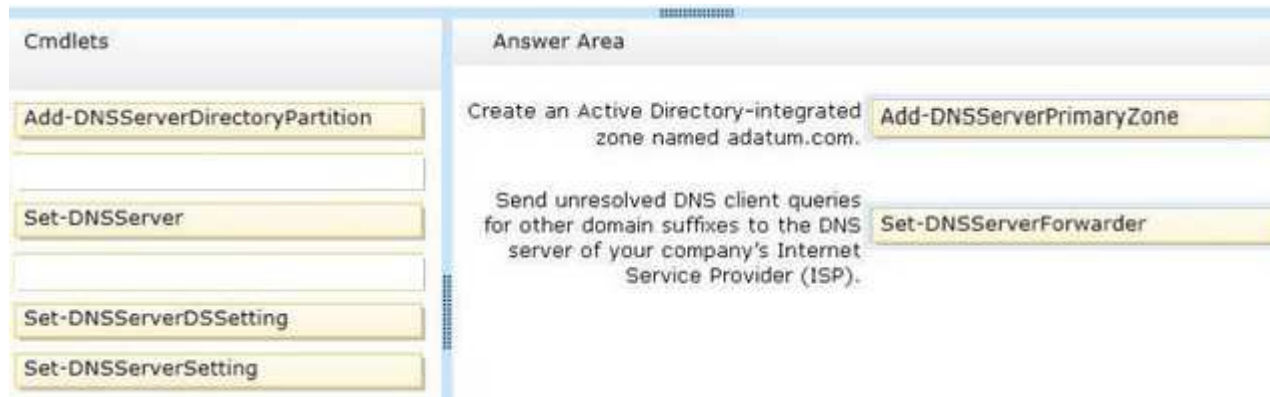 Cmdlets
Add-DNSServerDirectoryPartition
Set-DNSServer
Set-DNSServerDSSetting
Set-DNSServerSetting
Answer Area
Create an Active Directory-integrated
zone named adatum.com.
Add-DNSServerPrimaryZone
Send unresolved DNS client queries
for other domain suffixes to the DNS
server of your company's Internet
Service Provider (ISP).
Set-DNSServerForwarder